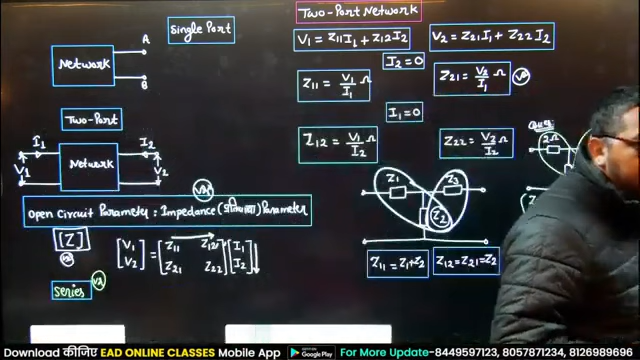 Single Port
Two-Port Network
A
Network
B
V1 = Z11I1 + Z12I2
V2 = Z21I1 + Z22I2
I2 = 0
Z11 = V1/I1 Ω
Z21 = V2/I1 Ω
Two-Port
I1 = 0
I1
I2
V1
Network
V2
Z12 = V1/I2 Ω
Z22 = V2/I2 Ω
2Ω
Z1
Z3
Z2
Open Circuit Parameter : Impedance (प्रतिबाधा) Parameter
[Z]
[V1 V2] = [Z11 Z12 Z21 Z22] [I1 I2]
Z11 = Z1+Z2
Z12 = Z21 = Z2
series
Download कीजिए EAD ONLINE CLASSES Mobile App
Google Play
For More Update-8449597123, 8057871234, 8126989696